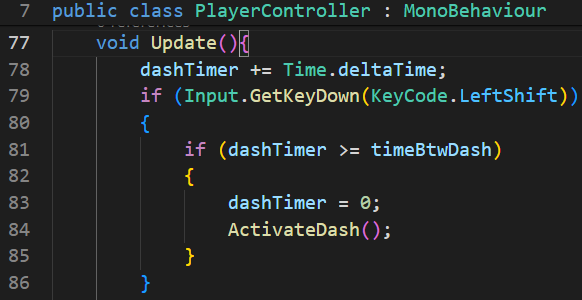 7 public class PlayerController : MonoBehaviour
77 void Update(){
78 dashTimer += Time.deltaTime;
79 if (Input.GetKeyDown(KeyCode.LeftShift))
80 {
81 if (dashTimer >= timeBtwDash)
82 {
83 dashTimer = 0;
84 ActivateDash();
85 }
86 }